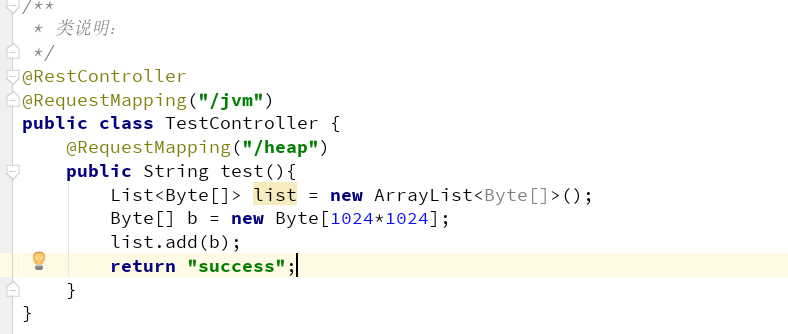 /**
 * 类说明：
 */
@RestController
@RequestMapping("/jvm")
public class TestController {
    @RequestMapping("/heap")
    public String test(){
        List<Byte[]> list = new ArrayList<Byte[]>();
        Byte[] b = new Byte[1024*1024];
        list.add(b);
        return "success";
    }
}